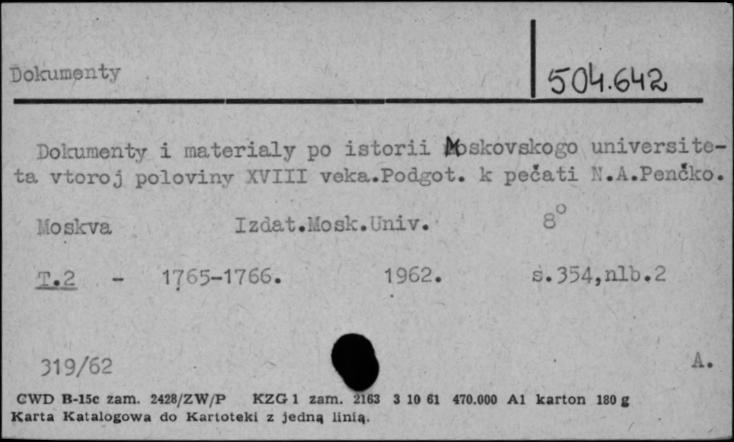 Dokumenty
504.642
Dokumenty i materialy po istorii Moskovskogo universite-
ta vtoroj poloviny XVIII veka.Podgot. k pečati N.A.Penčko.
Moskva Izdat.Mosk.Univ. 8°
T.2 - 1765-1766. 1962. s.354,nlb.2
319/62 A.
CWD B-15c zam. 2428/ZW/P KZG 1 zam. 2163 3 10 61 470.000 A1 karton 180 g
Karta Katalogowa do Kartoteki z jedną linią.